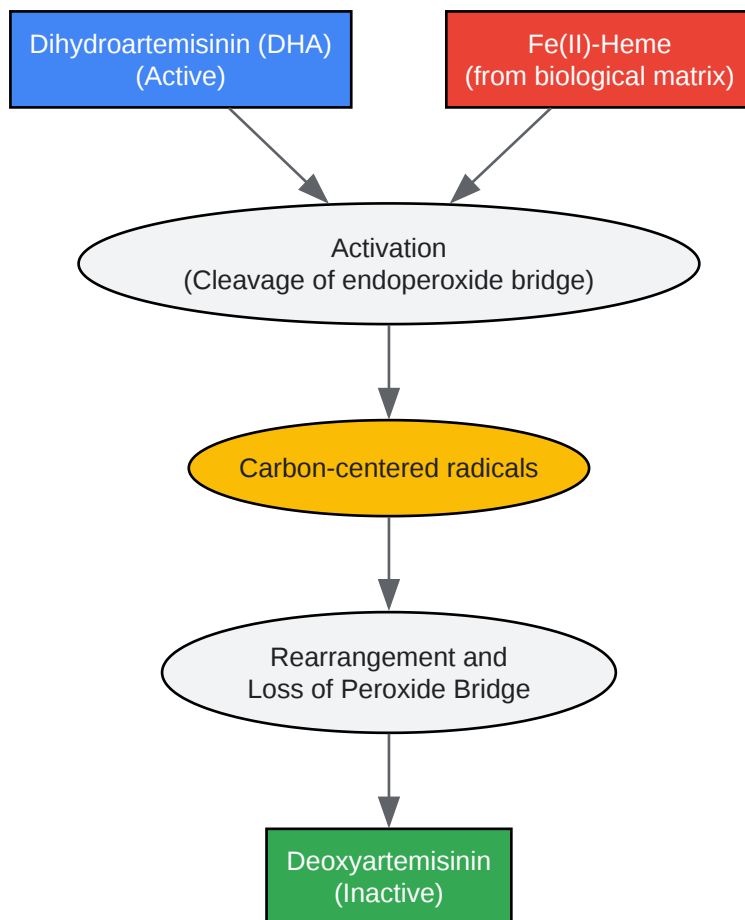 Dihydroartemisinin (DHA)
(Active)
Fe(II)-Heme
(from biological matrix)
Activation
(Cleavage of endoperoxide bridge)
Carbon-centered radicals
Rearrangement and
Loss of Peroxide Bridge
Deoxyartemisinin
(Inactive)